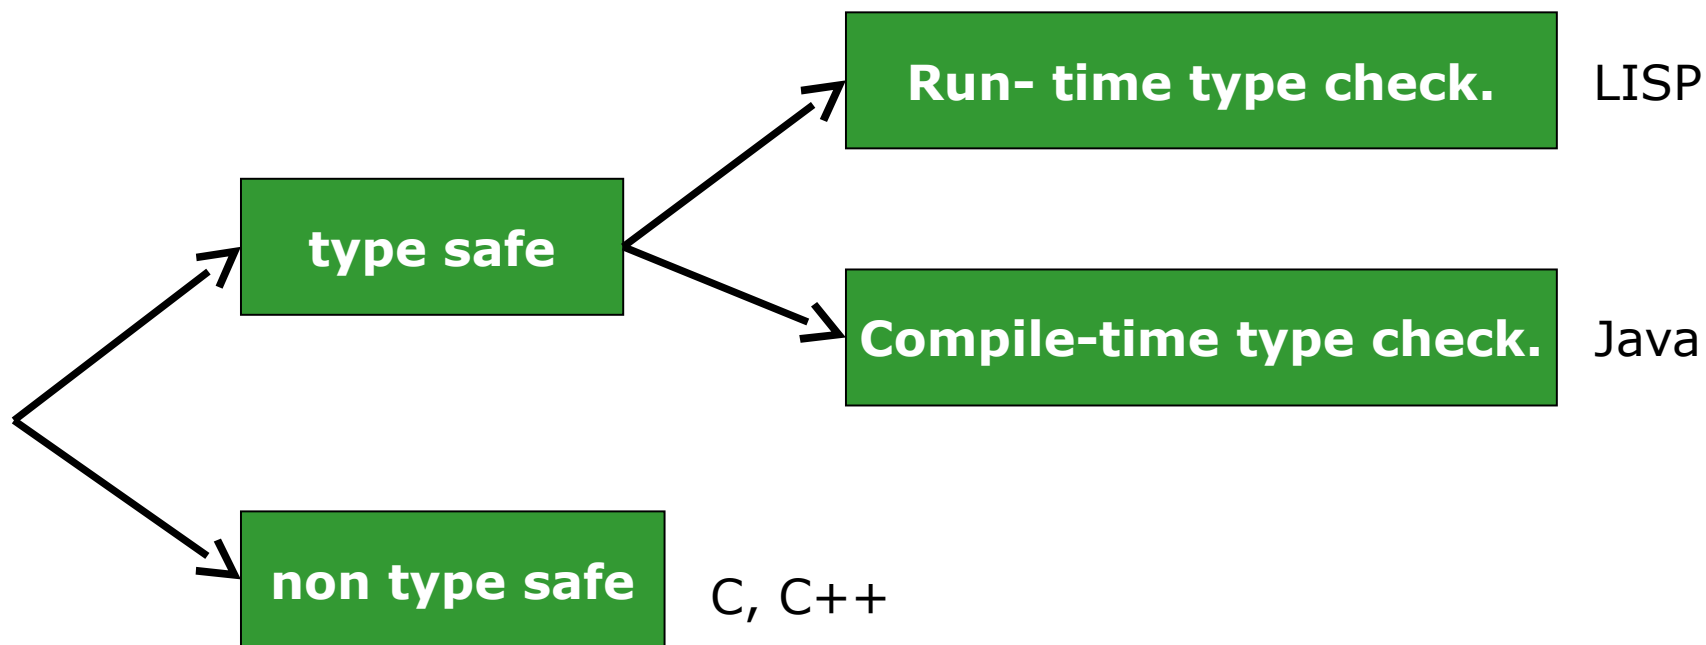 Run- time type check.
LISP
type safe
Compile-time type check.
Java
non type safe
C, C++